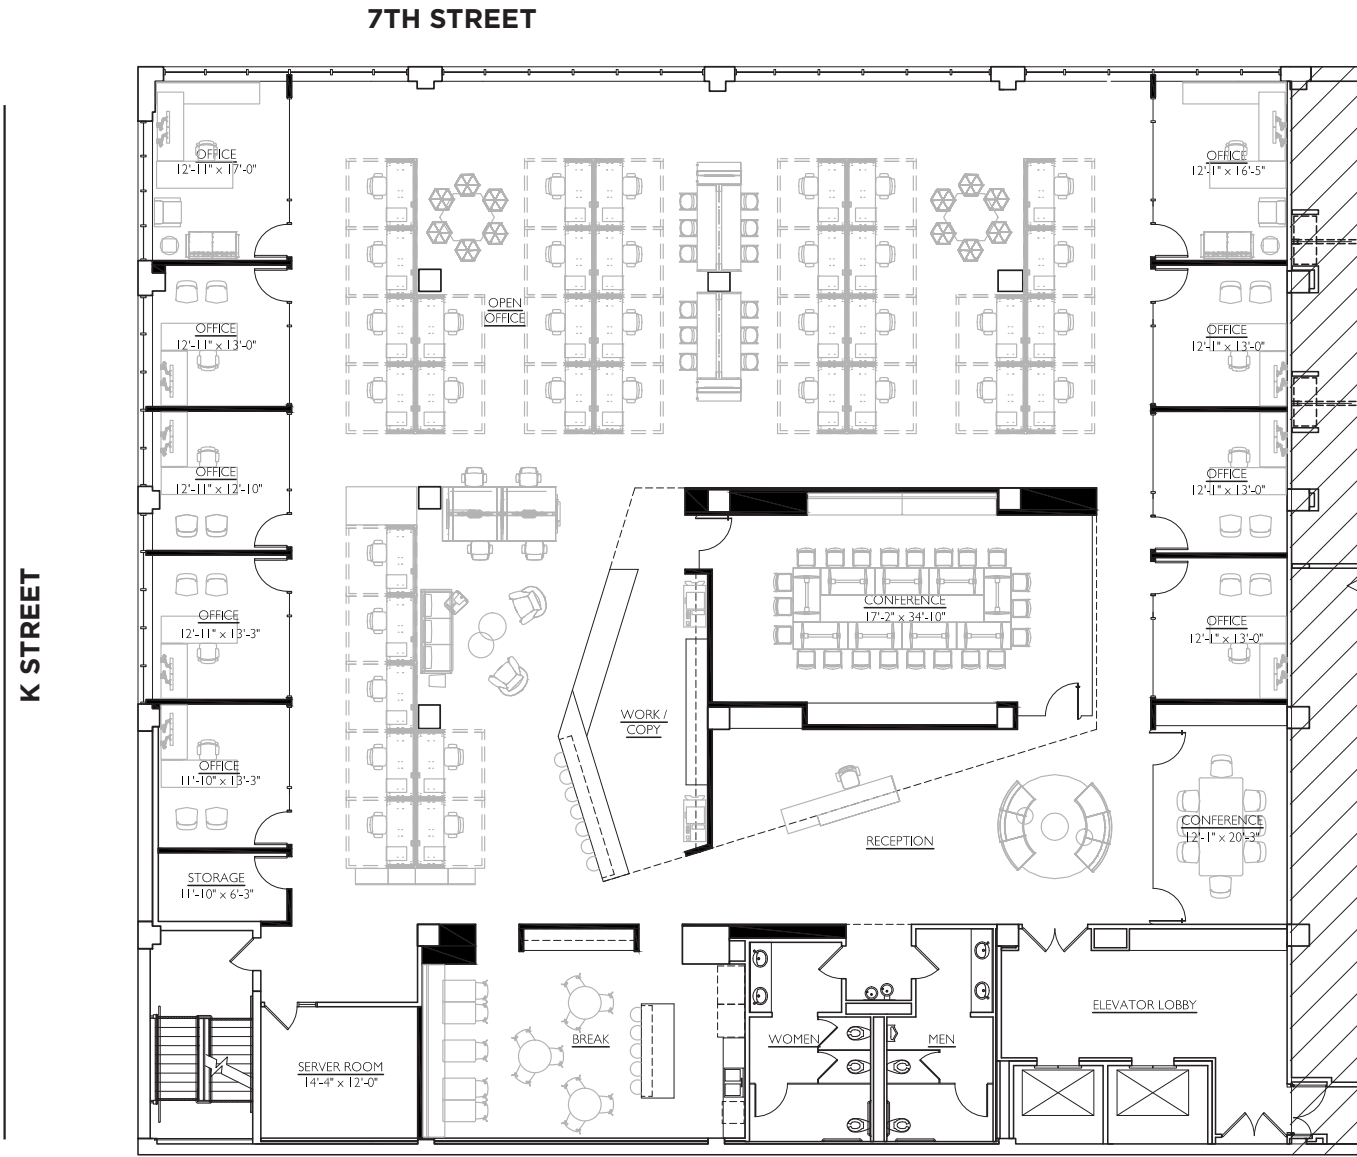 7TH STREET
K STREET
OFFICE
12'-11" x 17'-0"
OFFICE
12'-1" x 16'-5"
OPEN
OFFICE
OFFICE
12'-11" x 13'-0"
OFFICE
12'-1" x 13'-0"
OFFICE
12'-11" x 12'-10"
OFFICE
12'-1" x 13'-0"
CONFERENCE
17'-2" x 34'-10"
OFFICE
12'-11" x 13'-3"
OFFICE
12'-1" x 13'-0"
WORK /
COPY
OFFICE
11'-10" x 13'-3"
RECEPTION
CONFERENCE
12'-1" x 20'-3"
STORAGE
11'-10" x 6'-3"
ELEVATOR LOBBY
BREAK
WOMEN
MEN
SERVER ROOM
14'-4" x 12'-0"